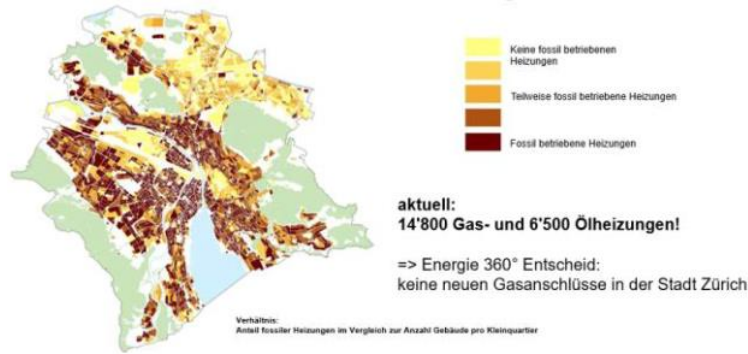 Keine fossil betriebenen
Heizungen
Teilweise fossil betriebene Heizungen
Fossil betriebene Heizungen
aktuell:
14'800 Gas- und 6'500 Ölheizungen!
=> Energie 360° Entscheid:
keine neuen Gasanschlüsse in der Stadt Zürich
Verhältnis:
Anteil fossiler Heizungen im Vergleich zur Anzahl Gebäude pro Kleinquartier